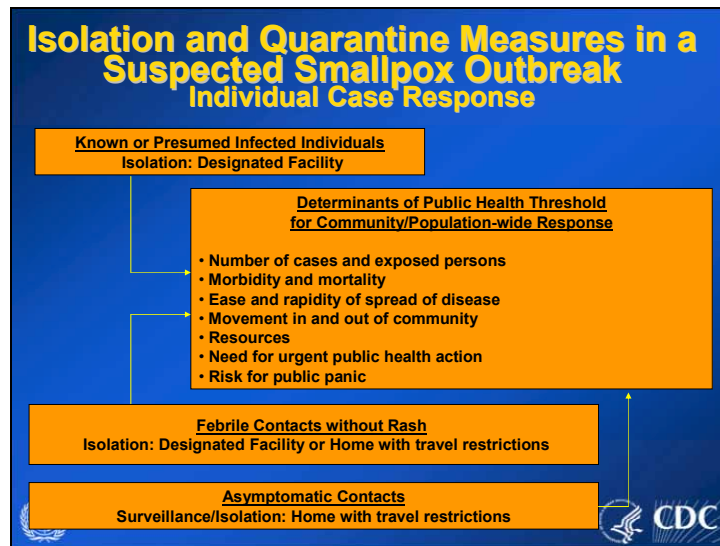 Isolation and Quarantine Measures in a
Suspected Smallpox Outbreak
Individual Case Response
Known or Presumed Infected Individuals
Isolation: Designated Facility
Determinants of Public Health Threshold
for Community/Population-wide Response
• Number of cases and exposed persons
• Morbidity and mortality
• Ease and rapidity of spread of disease
• Movement in and out of community
• Resources
• Need for urgent public health action
• Risk for public panic
Febrile Contacts without Rash
Isolation: Designated Facility or Home with travel restrictions
Asymptomatic Contacts
Surveillance/Isolation: Home with travel restrictions
CDC